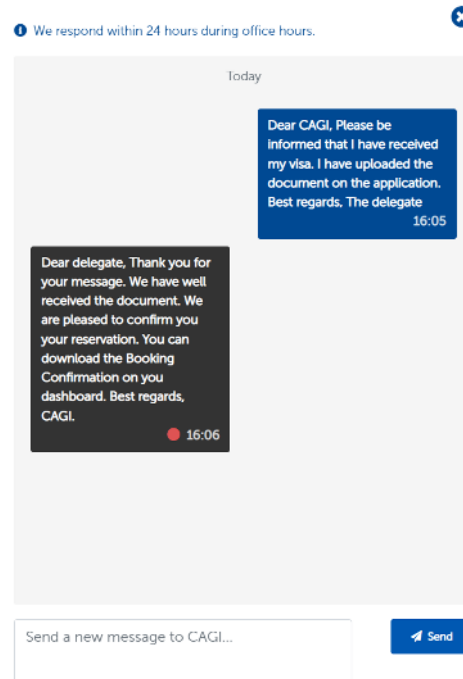 We respond within 24 hours during office hours.
Today
Dear CAGI, Please be
informed that I have received
my visa. I have uploaded the
document on the application.
Best regards, The delegate
16:05
Dear delegate, Thank you for
your message. We have well
received the document. We
are pleased to confirm you
your reservation. You can
download the Booking
Confirmation on you
dashboard. Best regards,
CAGI.
16:06
Send a new message to CAGI...
Send